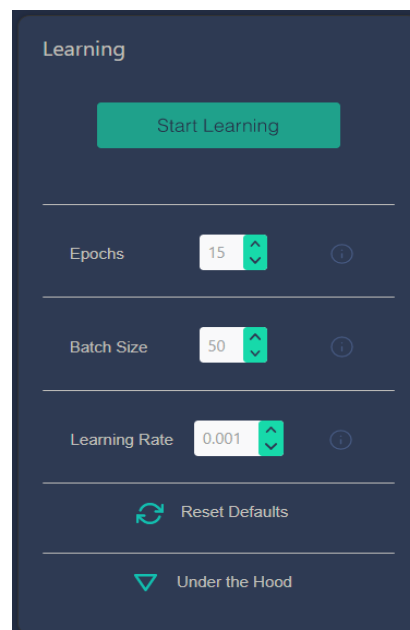 Learning
Start Learning
Epochs 15
Batch Size 50
Learning Rate 0.001
Reset Defaults
Under the Hood